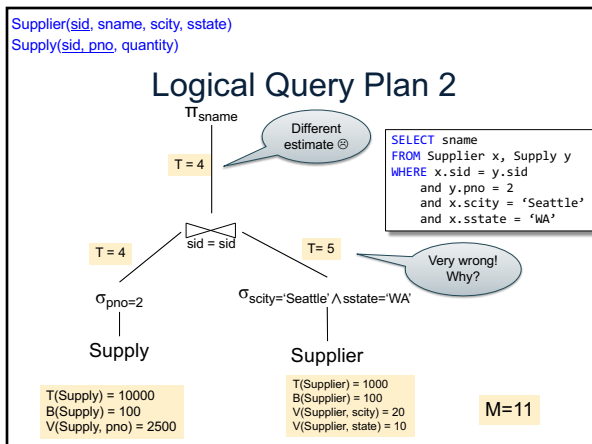 Supplier(sid, sname, scity, sstate)
Supply(sid, pno, quantity)
Logical Query Plan 2
Πsname
Different
estimate ☹
T = 4
SELECT sname
FROM Supplier x, Supply y
WHERE x.sid = y.sid
and y.pno = 2
and x.scity = ‘Seattle’
and x.sstate = ‘WA’
sid = sid
T = 4
T= 5
Very wrong!
Why?
σpno=2
σscity=‘Seattle’ ∧ sstate=‘WA’
Supply
Supplier
T(Supply) = 10000
B(Supply) = 100
V(Supply, pno) = 2500
T(Supplier) = 1000
B(Supplier) = 100
V(Supplier, scity) = 20
V(Supplier, state) = 10
M=11